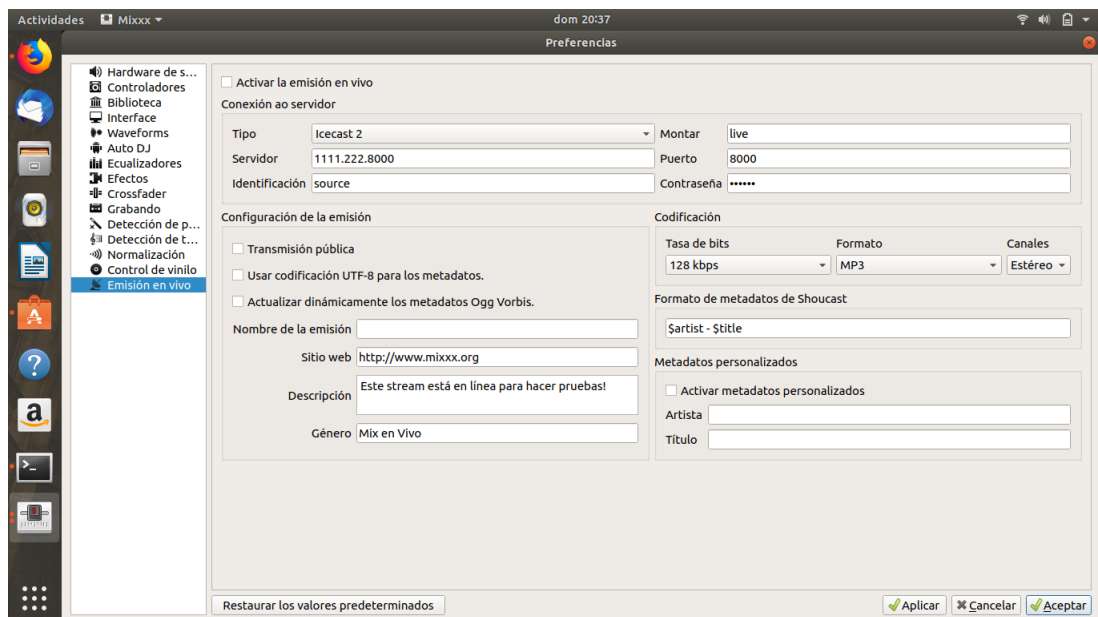 Actividades Mixxx dom 20:37
Preferencias
Hardware de s...
Controladores
Biblioteca
Interface
Waveforms
Auto DJ
Ecualizadores
Efectos
Crossfader
Grabando
Detección de p...
Detección de t...
Normalización
Control de vinilo
Emisión en vivo
Activar la emisión en vivo
Conexión ao servidor
Tipo Icecast 2 Montar live
Servidor 1111.222.8000 Puerto 8000
Identificación source Contraseña ••••••
Configuración de la emisión
Transmisión pública
Usar codificación UTF-8 para los metadatos.
Actualizar dinámicamente los metadatos Ogg Vorbis.
Nombre de la emisión
Sitio web http://www.mixxx.org
Descripción Este stream está en línea para hacer pruebas!
Género Mix en Vivo
Codificación
Tasa de bits Formato Canales
128 kbps MP3 Estéreo
Formato de metadatos de Shoucast
$artist - $title
Metadatos personalizados
Activar metadatos personalizados
Artista
Título
Restaurar los valores predeterminados Aplicar Cancelar Aceptar